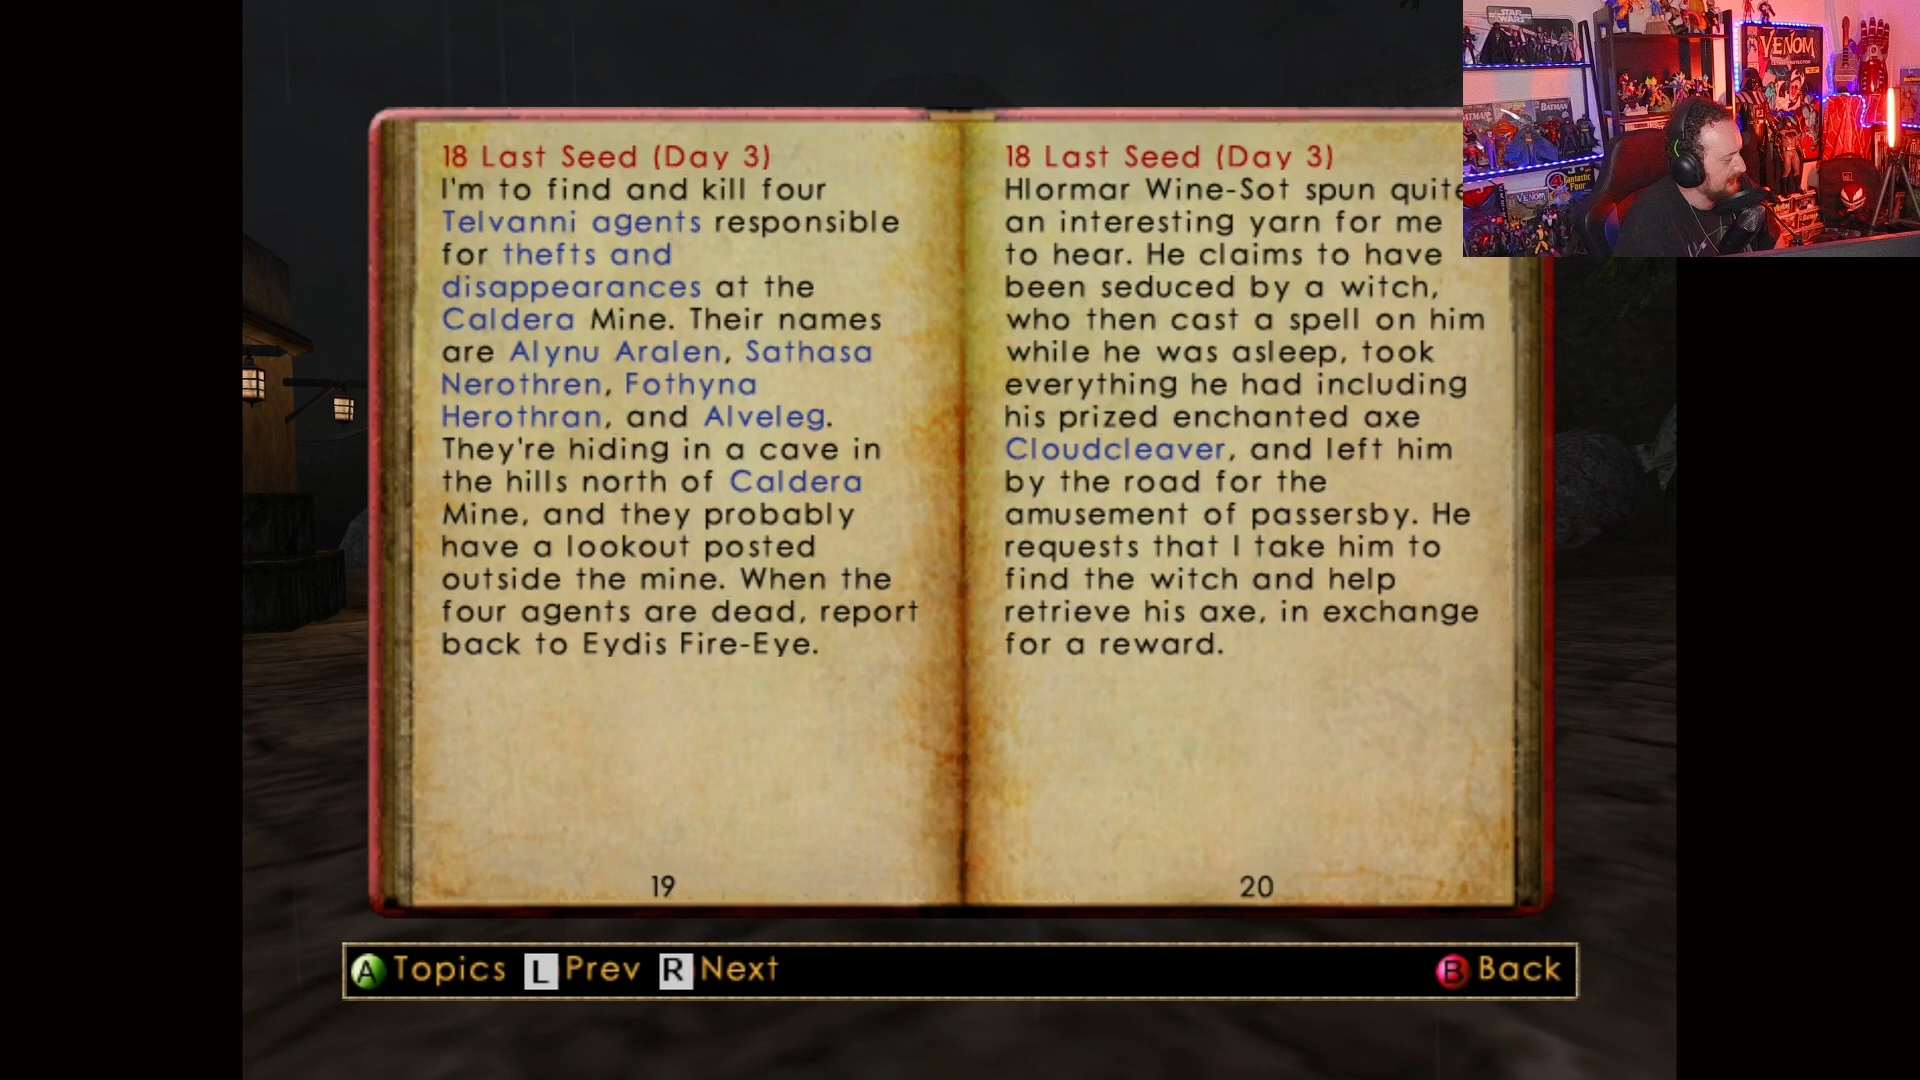 18 Last Seed (Day 3)
I'm to find and kill four
Telvanni agents responsible
for thefts and
disappearances at the
Caldera Mine. Their names
are Alynu Aralen, Sathasa
Nerothren, Fothyna
Herothran, and Alveleg.
They're hiding in a cave in
the hills north of Caldera
Mine, and they probably
have a lookout posted
outside the mine. When the
four agents are dead, report
back to Eydis Fire-Eye.
19
18 Last Seed (Day 3)
Hlormar Wine-Sot spun quite
an interesting yarn for me
to hear. He claims to have
been seduced by a witch,
who then cast a spell on him
while he was asleep, took
everything he had including
his prized enchanted axe
Cloudcleaver, and left him
by the road for the
amusement of passersby. He
requests that I take him to
find the witch and help
retrieve his axe, in exchange
for a reward.
20
A Topics L Prev R Next
B Back
STAR WARS
VENOM
BATMAN
Fantastic Four
VENOM